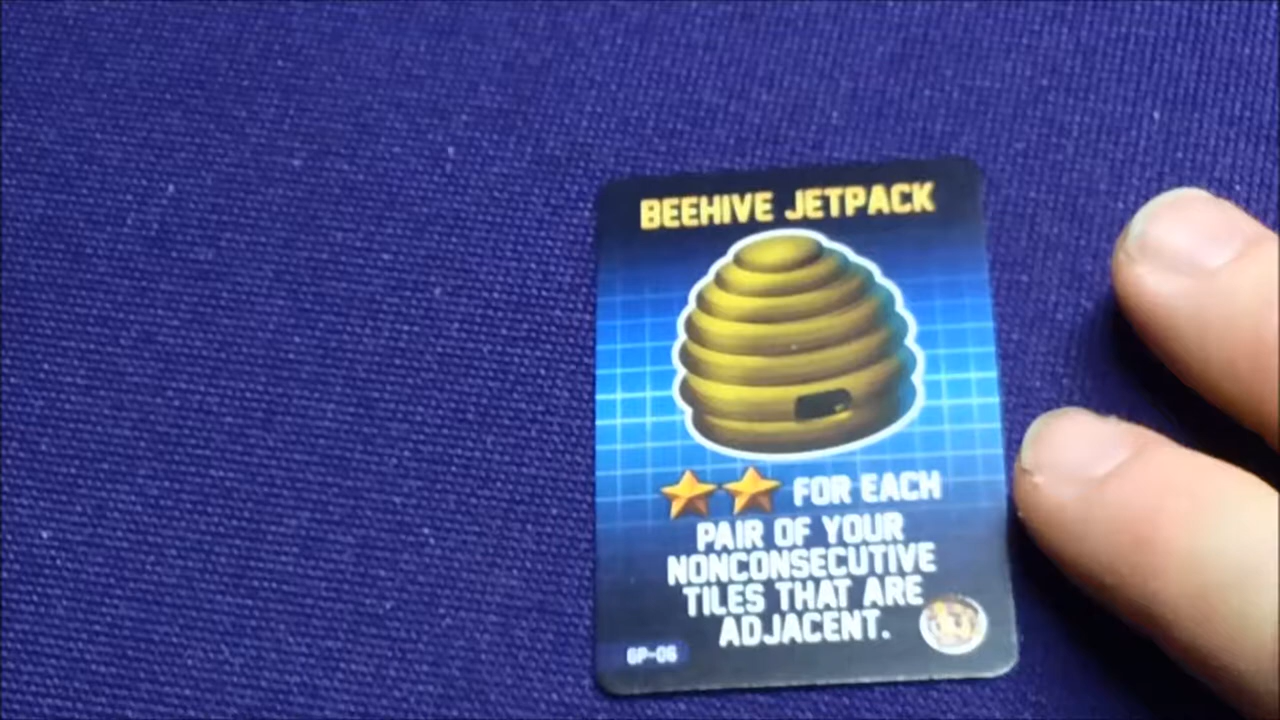 BEEHIVE JETPACK
FOR EACH
PAIR OF YOUR
NONCONSECUTIVE
TILES THAT ARE
ADJACENT.
GP-06